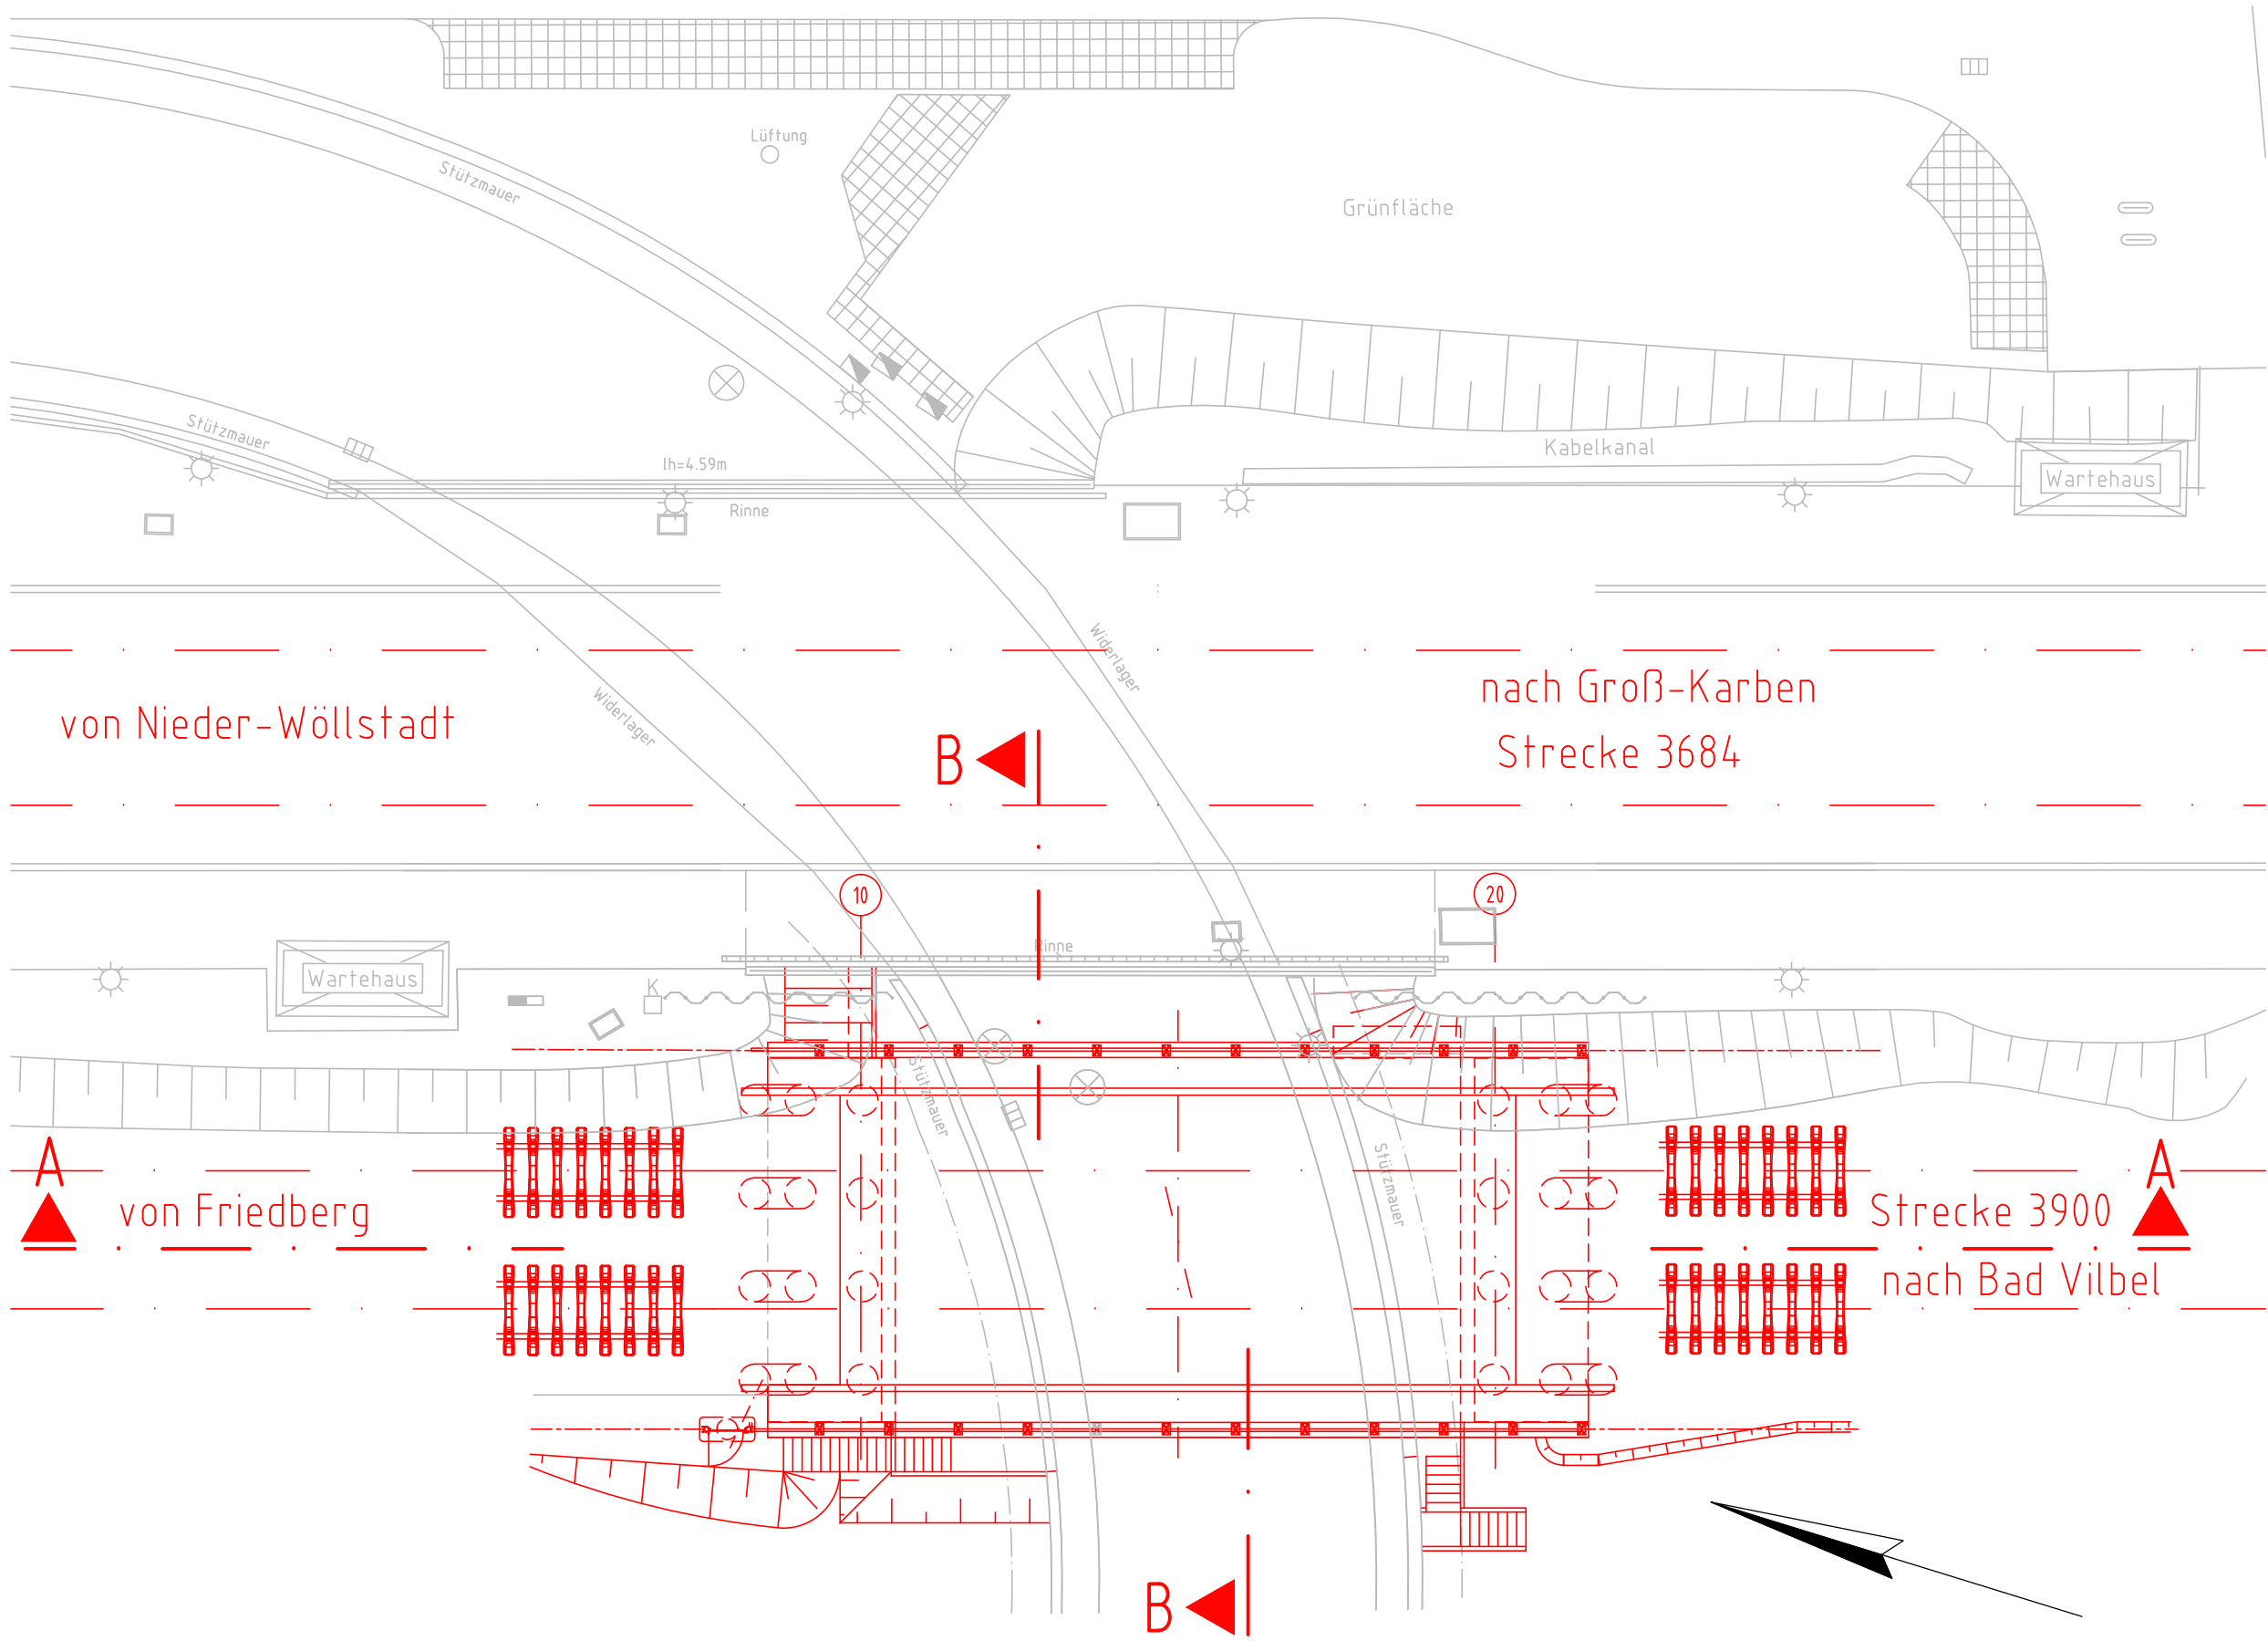 Lüftung
Stützmauer
Grünfläche
Stützmauer
lh=4.59m
Rinne
Kabelkanal
Wartehaus
Widerlager
Widerlager
von Nieder-Wöllstadt
nach Groß-Karben
Strecke 3684
B
10
20
Rinne
Wartehaus
K
Stützmauer
Stützmauer
A
A
von Friedberg
Strecke 3900
nach Bad Vilbel
B